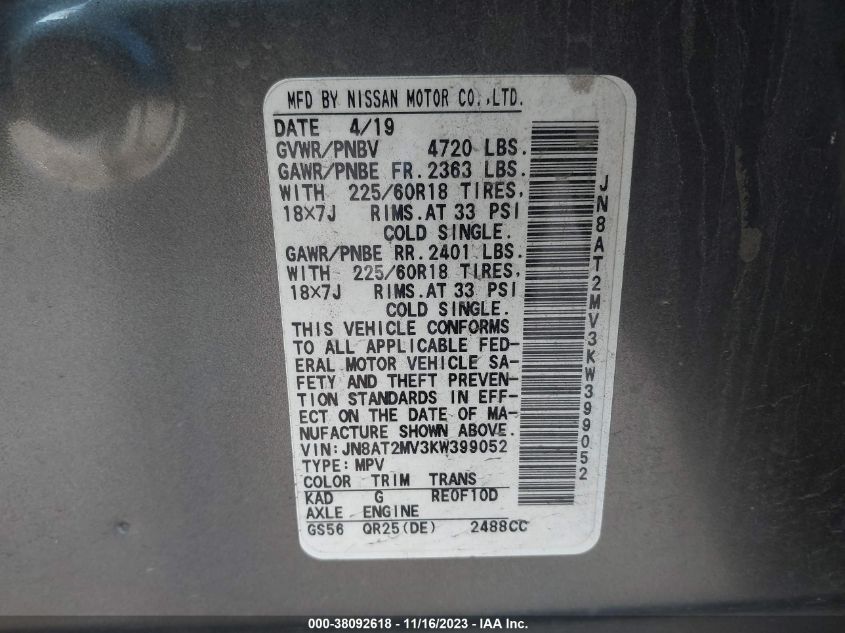 MFD BY NISSAN MOTOR CO.,LTD.
DATE 4/19
GVWR/PNBV 4720 LBS.
GAWR/PNBE FR. 2363 LBS.
WITH 225/60R18 TIRES,
18×7J RIMS.AT 33 PSI
COLD SINGLE.
GAWR/PNBE RR. 2401 LBS.
WITH 225/60R18 TIRES,
18×7J RIMS.AT 33 PSI
COLD SINGLE.
THIS VEHICLE CONFORMS
TO ALL APPLICABLE FED-
ERAL MOTOR VEHICLE SA-
FETY AND THEFT PREVEN-
TION STANDARDS IN EFF-
ECT ON THE DATE OF MA-
NUFACTURE SHOWN ABOVE.
VIN:JN8AT2MV3KW399052
TYPE:MPV
COLOR TRIM TRANS
KAD G RE0F10D
AXLE ENGINE
GS56 QR25(DE) 2488CC
JN8AT2MV3KW399052
000-38092618 - 11/16/2023 - IAA Inc.